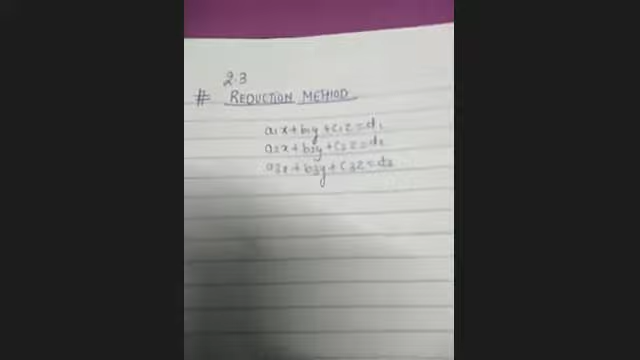 2.3
# REDUCTION METHOD
a1x+b1y+c1z=d1
a2x+b2y+c2z=d2
a3x+b3y+c3z=d3